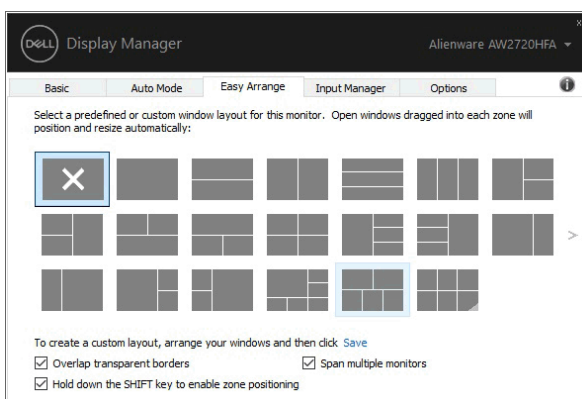 DELL Display Manager Alienware AW2720HFA
Basic Auto Mode Easy Arrange Input Manager Options
Select a predefined or custom window layout for this monitor. Open windows dragged into each zone will
position and resize automatically:
To create a custom layout, arrange your windows and then click Save
Overlap transparent borders Span multiple monitors
Hold down the SHIFT key to enable zone positioning